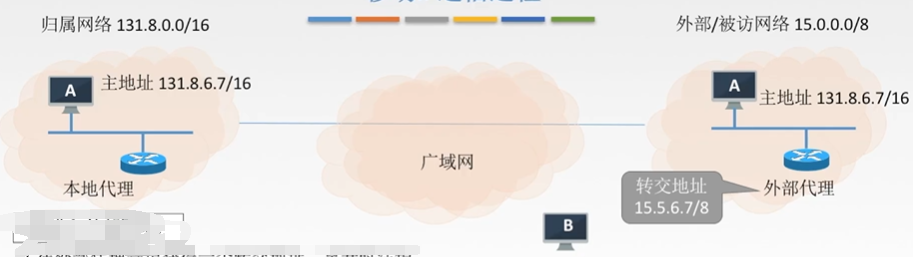 归属网络 131.8.0.0/16
外部/被访网络 15.0.0.0/8
A
主地址 131.8.6.7/16
A
主地址 131.8.6.7/16
广域网
本地代理
转交地址
15.5.6.7/8
外部代理
B